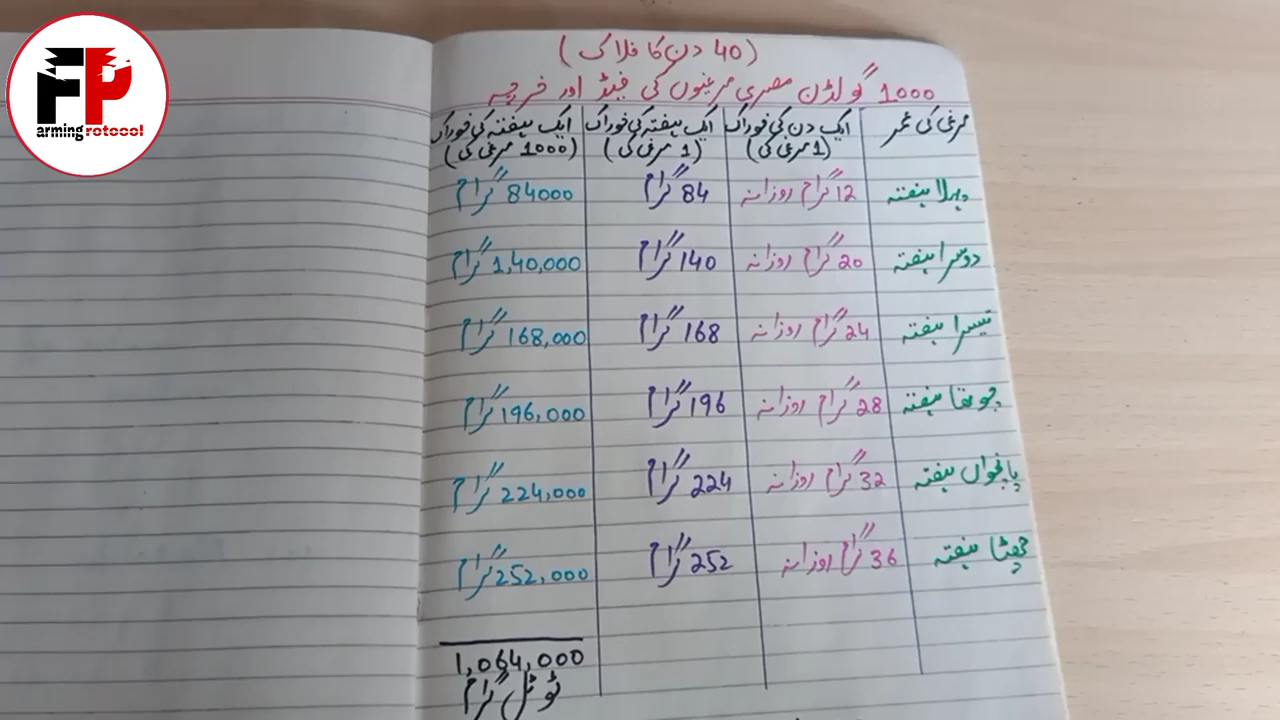 FP
arming rotocol
(40 دن کا فلاک)
1000 گولڈن مصری مرغیوں کی فیڈ اور خرچہ
مرغی کی عمر | ایک دن کی خوراک (1 مرغی کی) | ایک ہفتہ کی خوراک (1 مرغی کی) | ایک ہفتہ کی خوراک (1000 مرغی کی)
پہلا ہفتہ | 12 گرام روزانہ | 84 گرام | 84000 گرام
دوسرا ہفتہ | 20 گرام روزانہ | 140 گرام | 1,40,000 گرام
تیسرا ہفتہ | 24 گرام روزانہ | 168 گرام | 168,000 گرام
چوتھا ہفتہ | 28 گرام روزانہ | 196 گرام | 196,000 گرام
پانچواں ہفتہ | 32 گرام روزانہ | 224 گرام | 224,000 گرام
چھٹا ہفتہ | 36 گرام روزانہ | 252 گرام | 252,000 گرام
1,064,000
ٹوٹل گرام